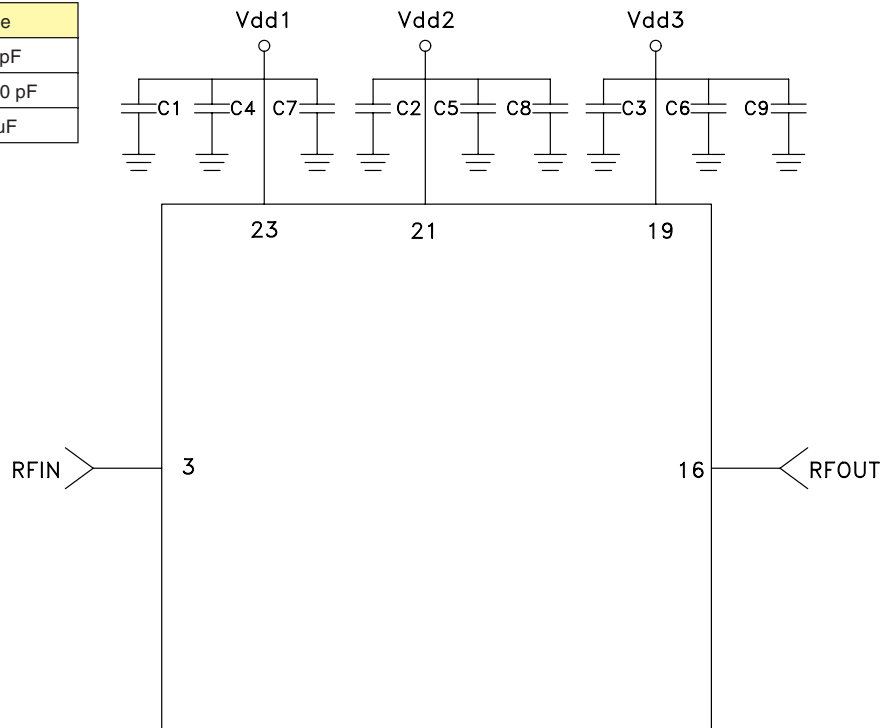 e
pF
0 pF
uF
Vdd1 Vdd2 Vdd3
C1 C4 C7 C2 C5 C8 C3 C6 C9
23 21 19
RFIN 3 16 RFOUT